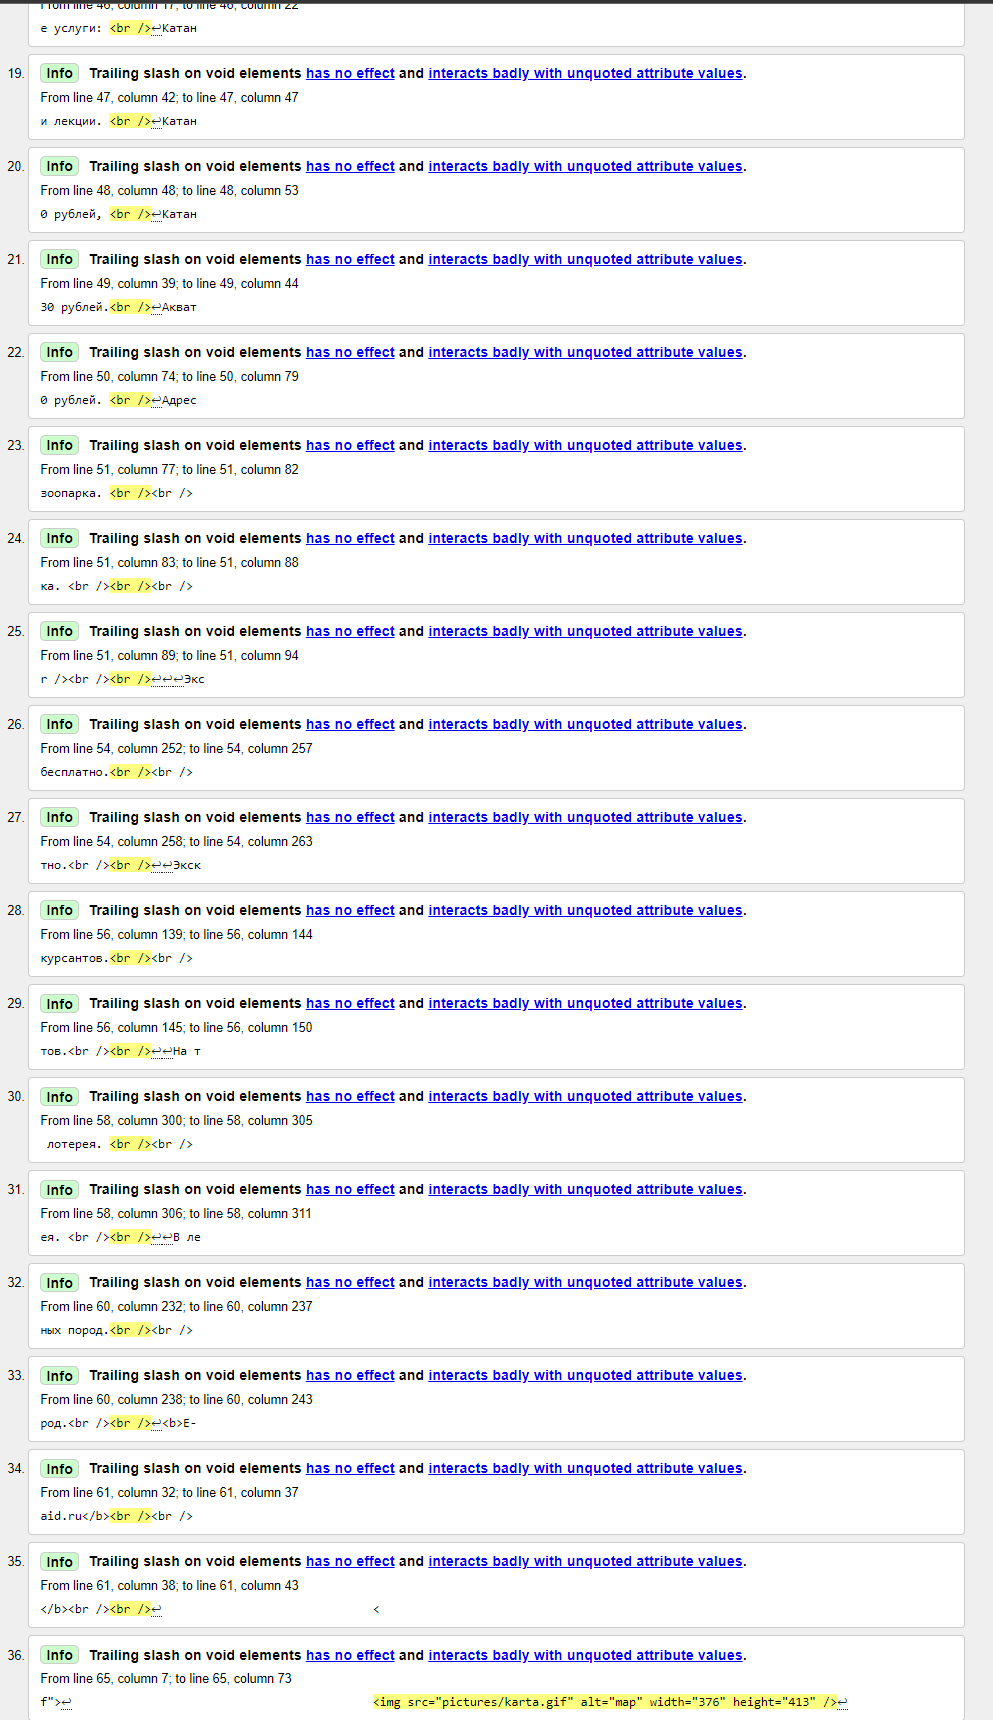 From line 46, column 17; to line 46, column 22
е услуги: <br />↩Катан
19. Info Trailing slash on void elements has no effect and interacts badly with unquoted attribute values.
From line 47, column 42; to line 47, column 47
и лекции. <br />↩Катан
20. Info Trailing slash on void elements has no effect and interacts badly with unquoted attribute values.
From line 48, column 48; to line 48, column 53
0 рублей, <br />↩Катан
21. Info Trailing slash on void elements has no effect and interacts badly with unquoted attribute values.
From line 49, column 39; to line 49, column 44
30 рублей.<br />↩Акват
22. Info Trailing slash on void elements has no effect and interacts badly with unquoted attribute values.
From line 50, column 74; to line 50, column 79
0 рублей. <br />↩Адрес
23. Info Trailing slash on void elements has no effect and interacts badly with unquoted attribute values.
From line 51, column 77; to line 51, column 82
зоопарка. <br /><br />
24. Info Trailing slash on void elements has no effect and interacts badly with unquoted attribute values.
From line 51, column 83; to line 51, column 88
ка. <br /><br /><br />
25. Info Trailing slash on void elements has no effect and interacts badly with unquoted attribute values.
From line 51, column 89; to line 51, column 94
r /><br /><br />↩↩↩Экс
26. Info Trailing slash on void elements has no effect and interacts badly with unquoted attribute values.
From line 54, column 252; to line 54, column 257
бесплатно.<br /><br />
27. Info Trailing slash on void elements has no effect and interacts badly with unquoted attribute values.
From line 54, column 258; to line 54, column 263
тно.<br /><br />↩↩Экск
28. Info Trailing slash on void elements has no effect and interacts badly with unquoted attribute values.
From line 56, column 139; to line 56, column 144
курсантов.<br /><br />
29. Info Trailing slash on void elements has no effect and interacts badly with unquoted attribute values.
From line 56, column 145; to line 56, column 150
тов.<br /><br />↩↩На т
30. Info Trailing slash on void elements has no effect and interacts badly with unquoted attribute values.
From line 58, column 300; to line 58, column 305
лотерея. <br /><br />
31. Info Trailing slash on void elements has no effect and interacts badly with unquoted attribute values.
From line 58, column 306; to line 58, column 311
ея. <br /><br />↩↩В ле
32. Info Trailing slash on void elements has no effect and interacts badly with unquoted attribute values.
From line 60, column 232; to line 60, column 237
ных пород.<br /><br />
33. Info Trailing slash on void elements has no effect and interacts badly with unquoted attribute values.
From line 60, column 238; to line 60, column 243
род.<br /><br />↩<b>E-
34. Info Trailing slash on void elements has no effect and interacts badly with unquoted attribute values.
From line 61, column 32; to line 61, column 37
aid.ru</b><br /><br />
35. Info Trailing slash on void elements has no effect and interacts badly with unquoted attribute values.
From line 61, column 38; to line 61, column 43
</b><br /><br />↩ <
36. Info Trailing slash on void elements has no effect and interacts badly with unquoted attribute values.
From line 65, column 7; to line 65, column 73
f">↩ <img src="pictures/karta.gif" alt="map" width="376" height="413" />↩